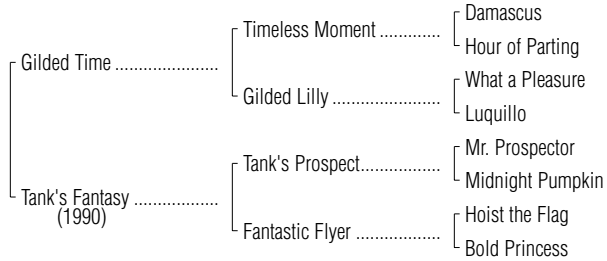 Damascus
Timeless Moment .............
Hour of Parting
Gilded Time ......................
What a Pleasure
Gilded Lilly .......................
Luquillo
Mr. Prospector
Tank's Prospect.................
Midnight Pumpkin
Tank's Fantasy ..................
(1990)
Hoist the Flag
Fantastic Flyer ..................
Bold Princess